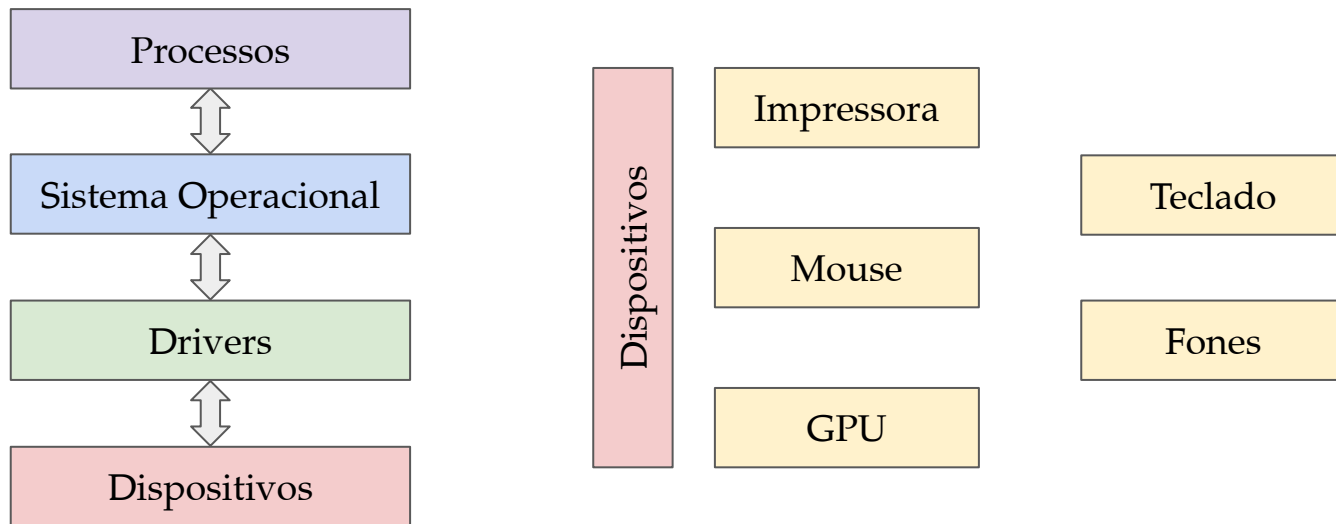 Processos
Sistema Operacional
Drivers
Dispositivos
Dispositivos
Impressora
Mouse
GPU
Teclado
Fones